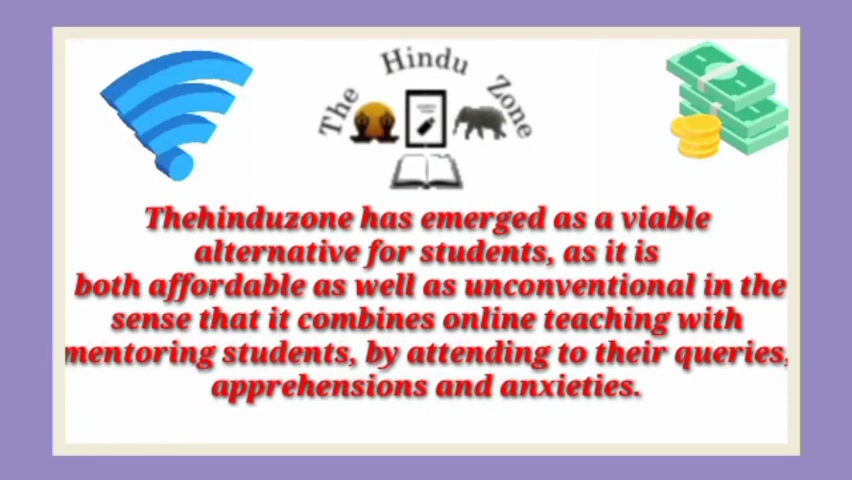 The Hindu Zone
Thehinduzone has emerged as a viable
alternative for students, as it is
both affordable as well as unconventional in the
sense that it combines online teaching with
mentoring students, by attending to their queries,
apprehensions and anxieties.